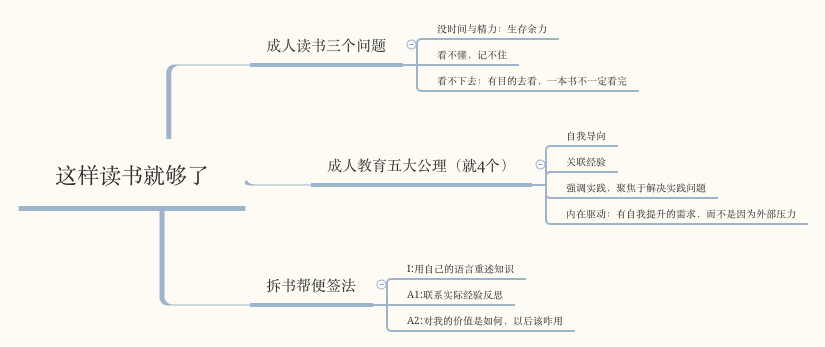 这样读书就够了
成人读书三个问题
没时间与精力：生存余力
看不懂，记不住
看不下去：有目的去看，一本书不一定看完
成人教育五大公理（就4个）
自我导向
关联经验
强调实践，聚焦于解决实践问题
内在驱动：有自我提升的需求，而不是因为外部压力
拆书帮便签法
I:用自己的语言重述知识
A1:联系实际经验反思
A2:对我的价值是如何，以后该咋用